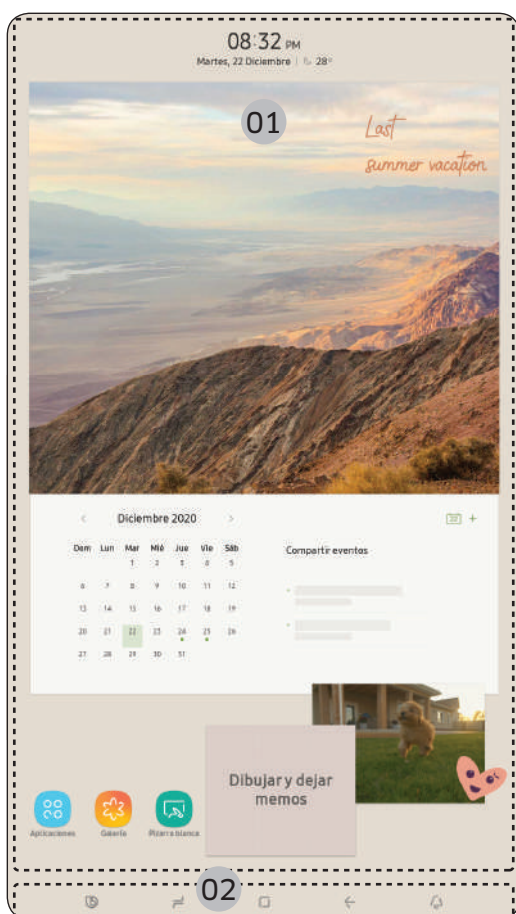 08:32 PM
Martes, 22 Diciembre | 28°
01
Last
summer vacation
< Diciembre 2020 >
22 +
Dom Lun Mar Mié Jue Vie Sáb
1 2 3 4 5
6 7 8 9 10 11 12
13 14 15 16 17 18 19
20 21 22 23 24 25 26
27 28 29 30 31
Compartir eventos
Dibujar y dejar
memos
Aplicaciones Galería Pizarra blanca
02